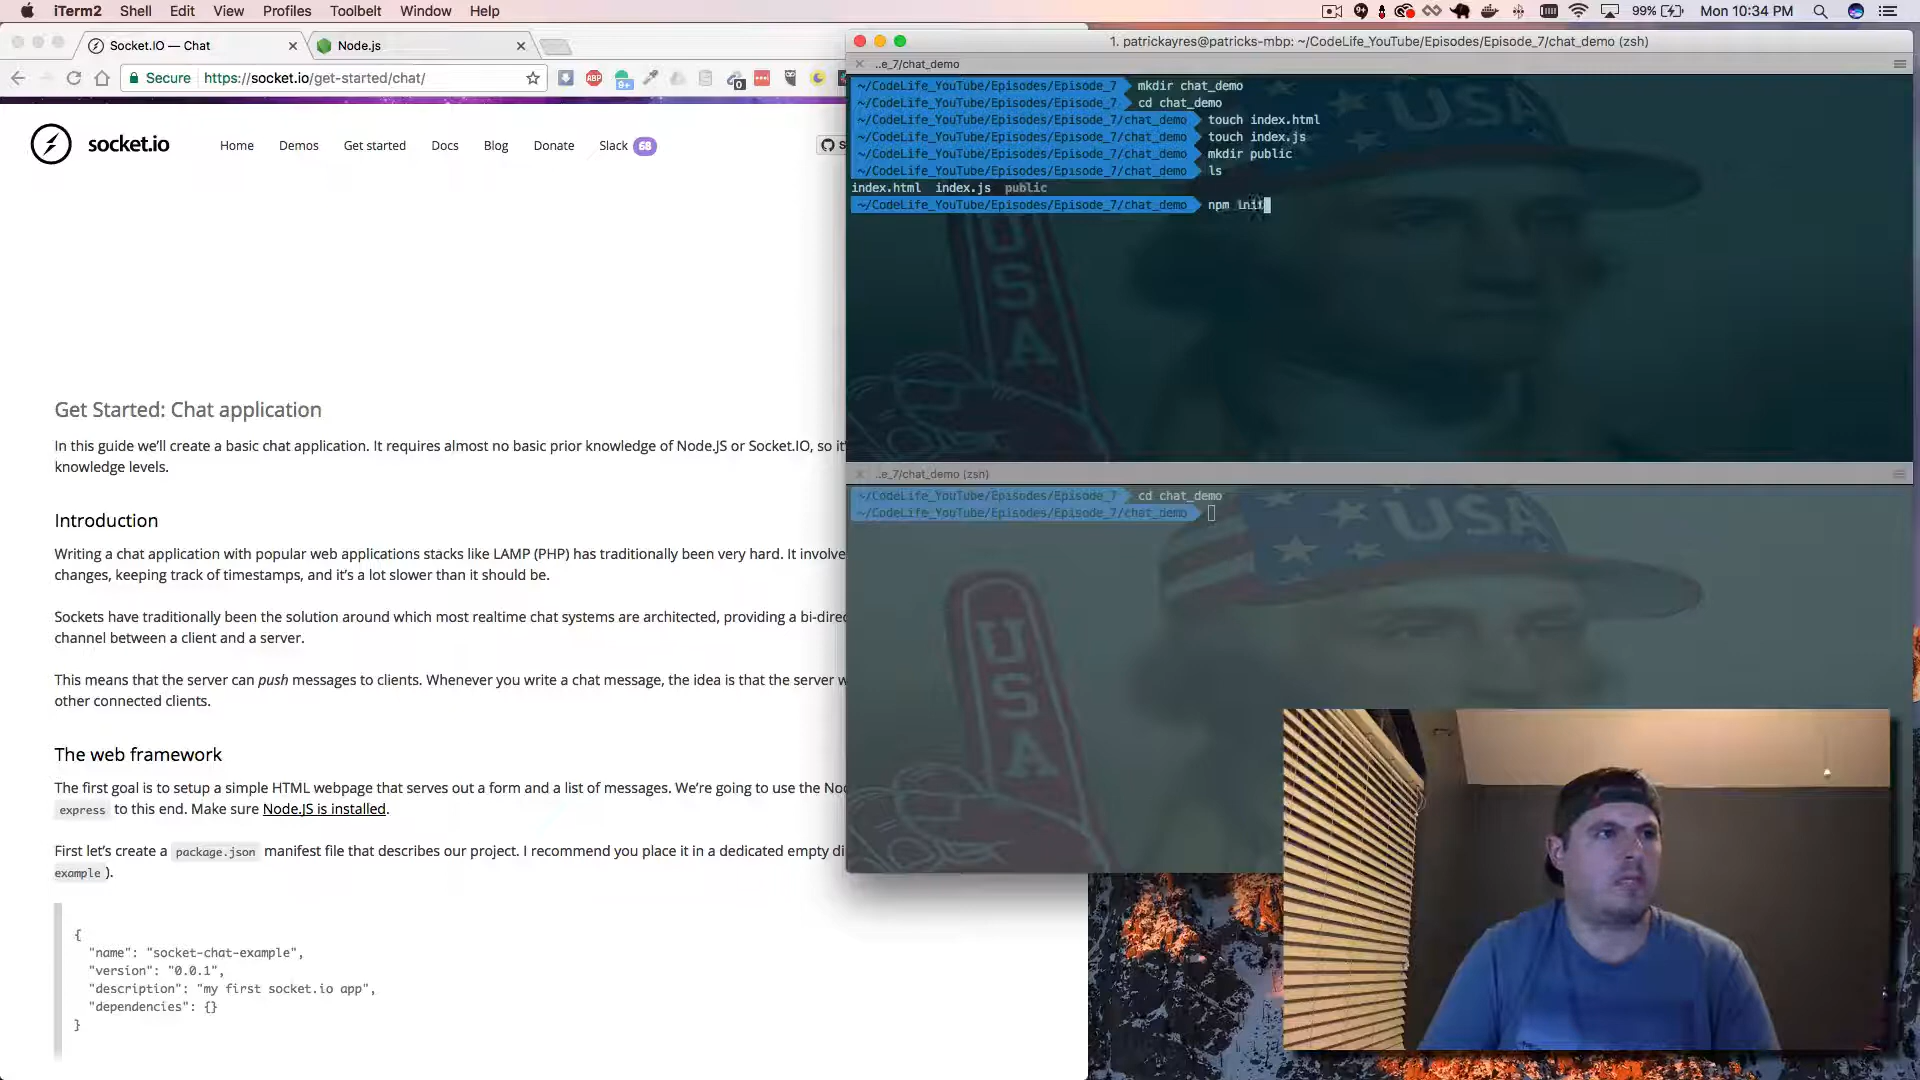 iTerm2 Shell Edit View Profiles Toolbelt Window Help
9+ 99% Mon 10:34 PM
Socket.IO — Chat
Node.js
Secure https://socket.io/get-started/chat/
ABP 9+ 0
socket.io
Home Demos Get started Docs Blog Donate Slack 68
S
Get Started: Chat application
In this guide we'll create a basic chat application. It requires almost no basic prior knowledge of Node.JS or Socket.IO, so it'
knowledge levels.
Introduction
Writing a chat application with popular web applications stacks like LAMP (PHP) has traditionally been very hard. It involve
changes, keeping track of timestamps, and it's a lot slower than it should be.
Sockets have traditionally been the solution around which most realtime chat systems are architected, providing a bi-direc
channel between a client and a server.
This means that the server can push messages to clients. Whenever you write a chat message, the idea is that the server w
other connected clients.
The web framework
The first goal is to setup a simple HTML webpage that serves out a form and a list of messages. We're going to use the Noc
express to this end. Make sure Node.JS is installed.
First let's create a package.json manifest file that describes our project. I recommend you place it in a dedicated empty di
example ).
{
"name": "socket-chat-example",
"version": "0.0.1",
"description": "my first socket.io app",
"dependencies": {}
}
1. patrickayres@patricks-mbp: ~/CodeLife_YouTube/Episodes/Episode_7/chat_demo (zsh)
..e_7/chat_demo
~/CodeLife_YouTube/Episodes/Episode_7 mkdir chat_demo
~/CodeLife_YouTube/Episodes/Episode_7 cd chat_demo
~/CodeLife_YouTube/Episodes/Episode_7/chat_demo touch index.html
~/CodeLife_YouTube/Episodes/Episode_7/chat_demo touch index.js
~/CodeLife_YouTube/Episodes/Episode_7/chat_demo mkdir public
~/CodeLife_YouTube/Episodes/Episode_7/chat_demo ls
index.html index.js public
~/CodeLife_YouTube/Episodes/Episode_7/chat_demo npm init
USA
USA
..e_7/chat_demo (zsh)
~/CodeLife_YouTube/Episodes/Episode_7 cd chat_demo
~/CodeLife_YouTube/Episodes/Episode_7/chat_demo
USA
USA